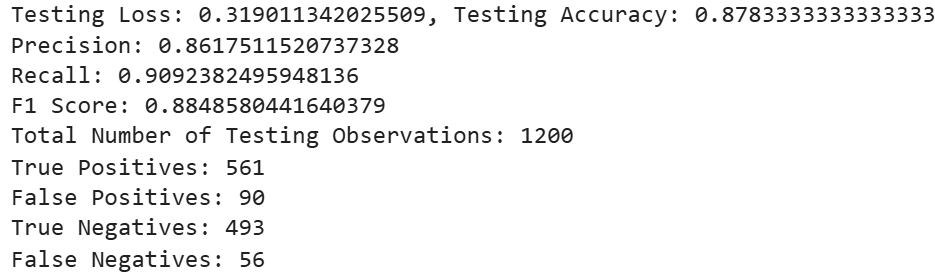 Testing Loss: 0.319011342025509, Testing Accuracy: 0.8783333333333333
Precision: 0.8617511520737328
Recall: 0.9092382495948136
F1 Score: 0.8848580441640379
Total Number of Testing Observations: 1200
True Positives: 561
False Positives: 90
True Negatives: 493
False Negatives: 56